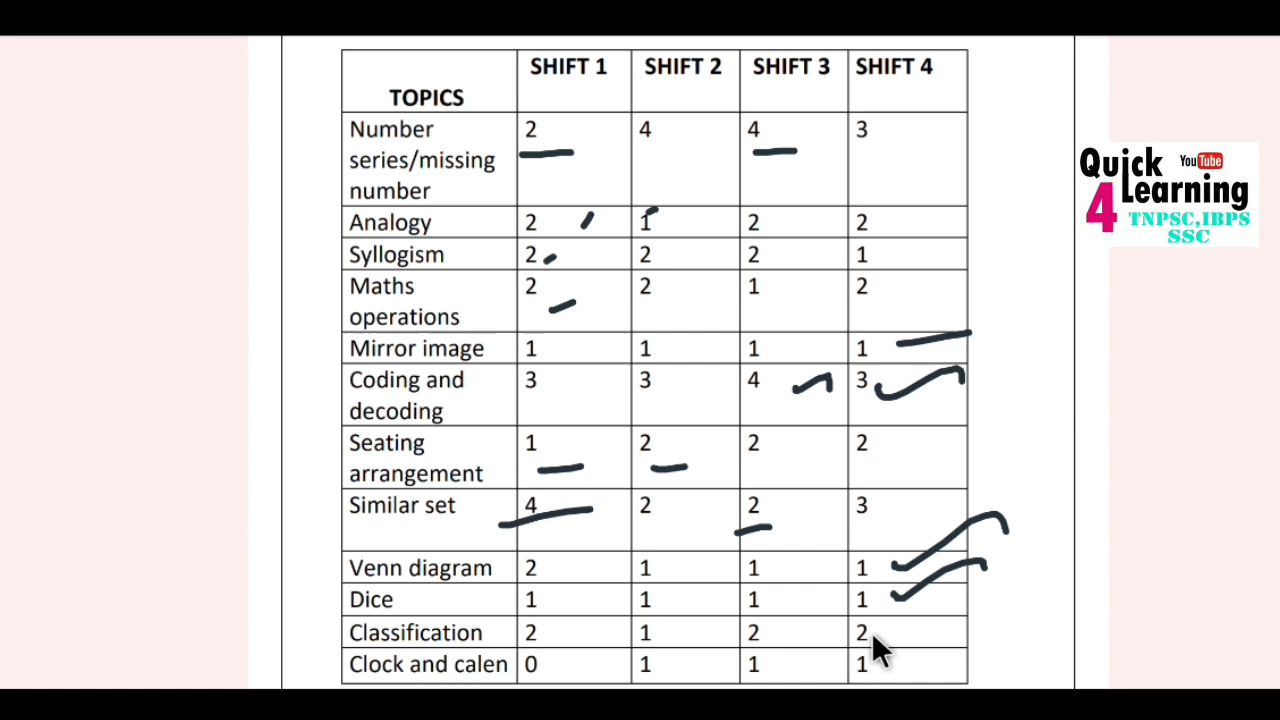 SHIFT 1 SHIFT 2 SHIFT 3 SHIFT 4
TOPICS
Number 2 4 4 3
series/missing
number
Analogy 2 1 2 2
Syllogism 2 2 2 1
Maths 2 2 1 2
operations
Mirror image 1 1 1 1
Coding and 3 3 4 3
decoding
Seating 1 2 2 2
arrangement
Similar set 4 2 2 3
Venn diagram 2 1 1 1
Dice 1 1 1 1
Classification 2 1 2 2
Clock and calen 0 1 1 1
Quick YouTube
4 Learning
TNPSC,IBPS
SSC